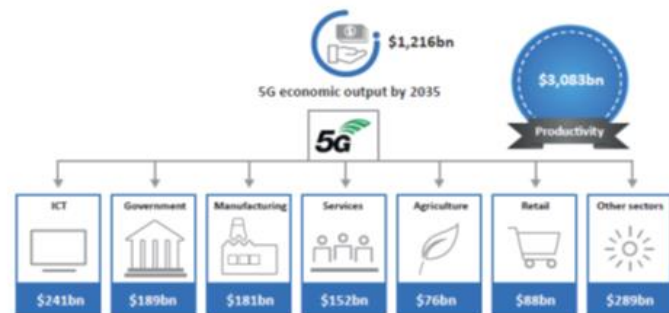 $1,216bn
5G economic output by 2035
$3,083bn
Productivity
5G
ICT
Government
Manufacturing
Services
Agriculture
Retail
Other sectors
$241bn
$189bn
$181bn
$152bn
$76bn
$88bn
$289bn